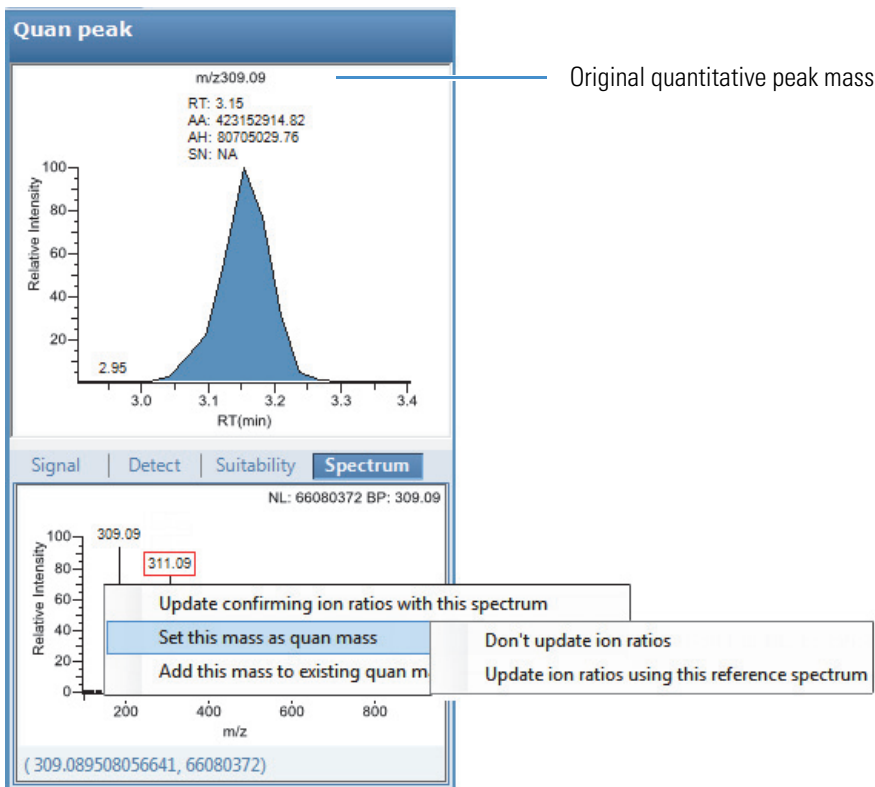 Quan peak
m/z309.09
Original quantitative peak mass
RT: 3.15
AA: 423152914.82
AH: 80705029.76
SN: NA
100
80
60
40
20
Relative Intensity
2.95
3.0 3.1 3.2 3.3 3.4
RT(min)
Signal Detect Suitability Spectrum
NL: 66080372 BP: 309.09
100 309.09
80 311.09
60
40
20
0
Relative Intensity
Update confirming ion ratios with this spectrum
Set this mass as quan mass
Don't update ion ratios
Add this mass to existing quan m
Update ion ratios using this reference spectrum
200 400 600 800
m/z
( 309.089508056641, 66080372)